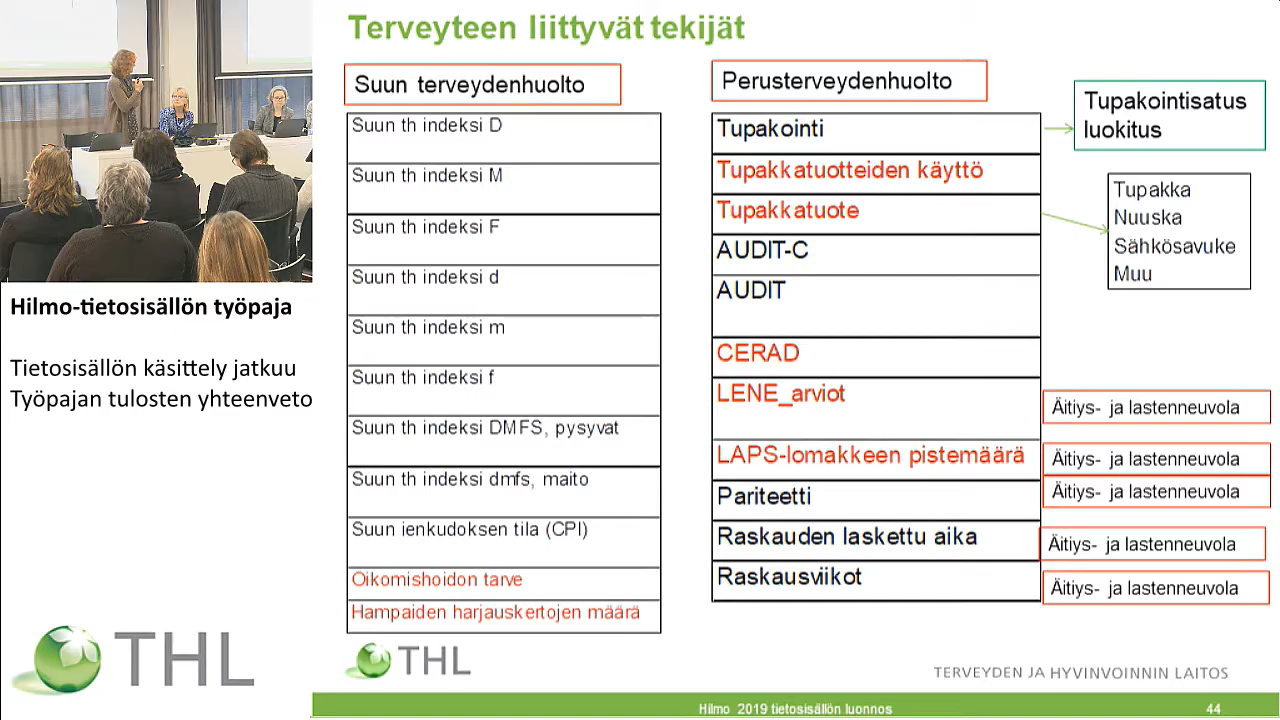 Terveyteen liittyvät tekijät
Suun terveydenhuolto
Suun th indeksi D
Suun th indeksi M
Suun th indeksi F
Suun th indeksi d
Suun th indeksi m
Suun th indeksi f
Suun th indeksi DMFS, pysyvat
Suun th indeksi dmfs, maito
Suun ienkudoksen tila (CPI)
Oikomishoidon tarve
Hampaiden harjauskertojen määrä
Perusterveydenhuolto
Tupakointi
Tupakkatuotteiden käyttö
Tupakkatuote
AUDIT-C
AUDIT
CERAD
LENE_arviot
LAPS-lomakkeen pistemäärä
Pariteetti
Raskauden laskettu aika
Raskausviikot
Tupakointisatus
luokitus
Tupakka
Nuuska
Sähkösavuke
Muu
Äitiys- ja lastenneuvola
Äitiys- ja lastenneuvola
Äitiys- ja lastenneuvola
Äitiys- ja lastenneuvola
Äitiys- ja lastenneuvola
Hilmo-tietosisällön työpaja
Tietosisällön käsittely jatkuu
Työpajan tulosten yhteenveto
THL
THL
TERVEYDEN JA HYVINVOINNIN LAITOS
Hilmo 2019 tietosisällön luonnos
44